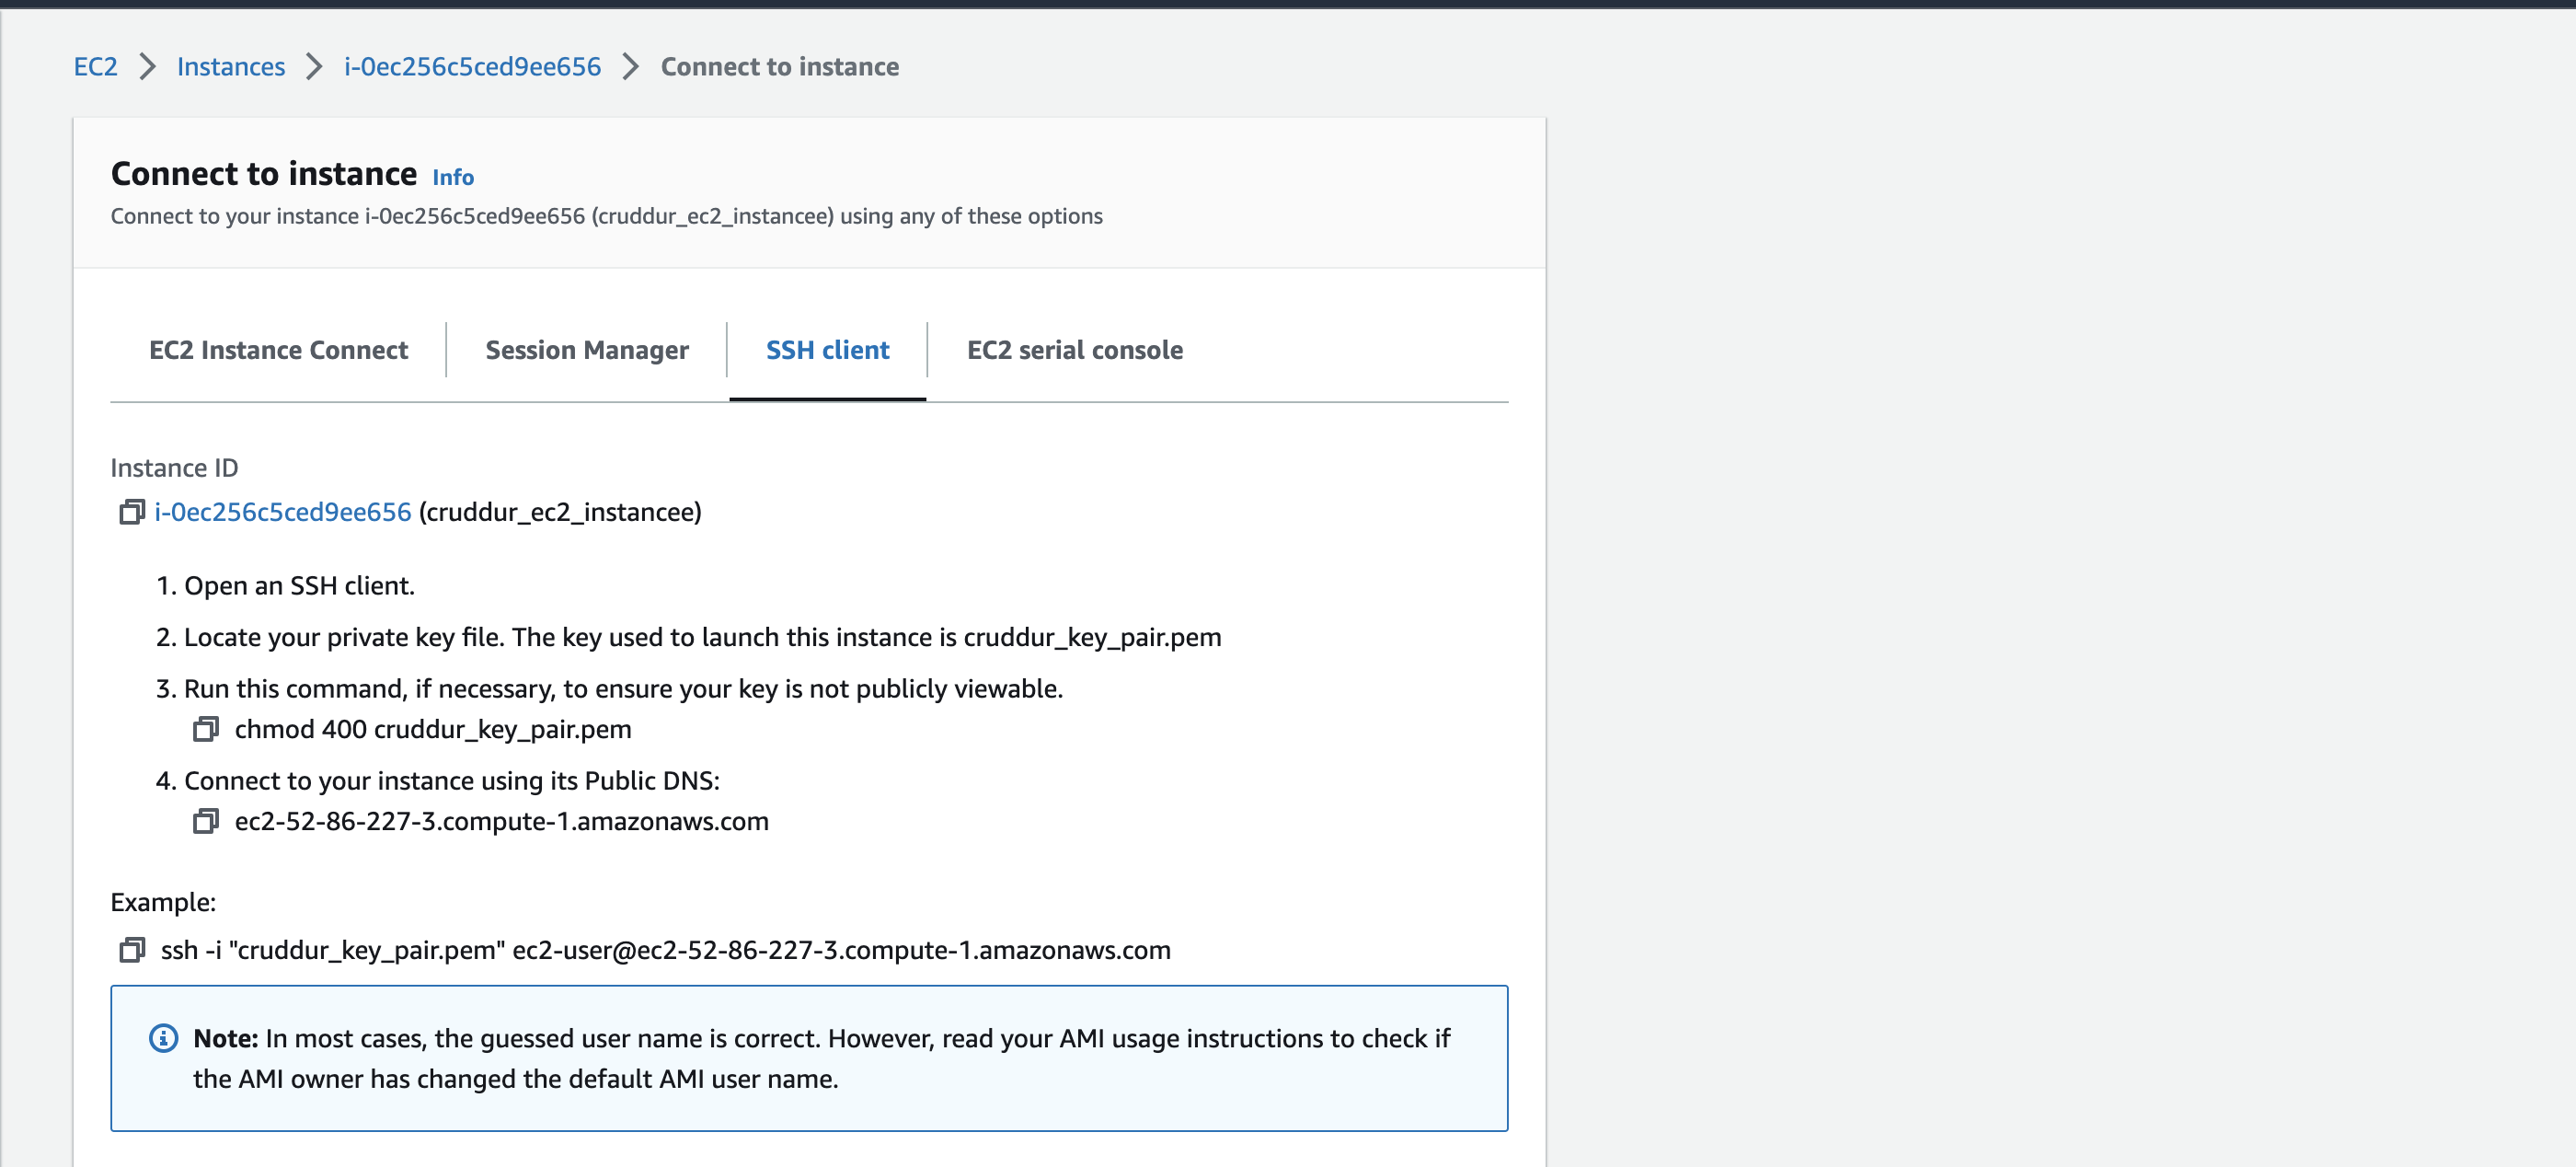 EC2 Instances i-0ec256c5ced9ee656 Connect to instance
Connect to instance Info
Connect to your instance i-0ec256c5ced9ee656 (cruddur_ec2_instancee) using any of these options
EC2 Instance Connect Session Manager SSH client EC2 serial console
Instance ID
i-0ec256c5ced9ee656 (cruddur_ec2_instancee)
1. Open an SSH client.
2. Locate your private key file. The key used to launch this instance is cruddur_key_pair.pem
3. Run this command, if necessary, to ensure your key is not publicly viewable.
chmod 400 cruddur_key_pair.pem
4. Connect to your instance using its Public DNS:
ec2-52-86-227-3.compute-1.amazonaws.com
Example:
ssh -i "cruddur_key_pair.pem" ec2-user@ec2-52-86-227-3.compute-1.amazonaws.com
Note: In most cases, the guessed user name is correct. However, read your AMI usage instructions to check if
the AMI owner has changed the default AMI user name.